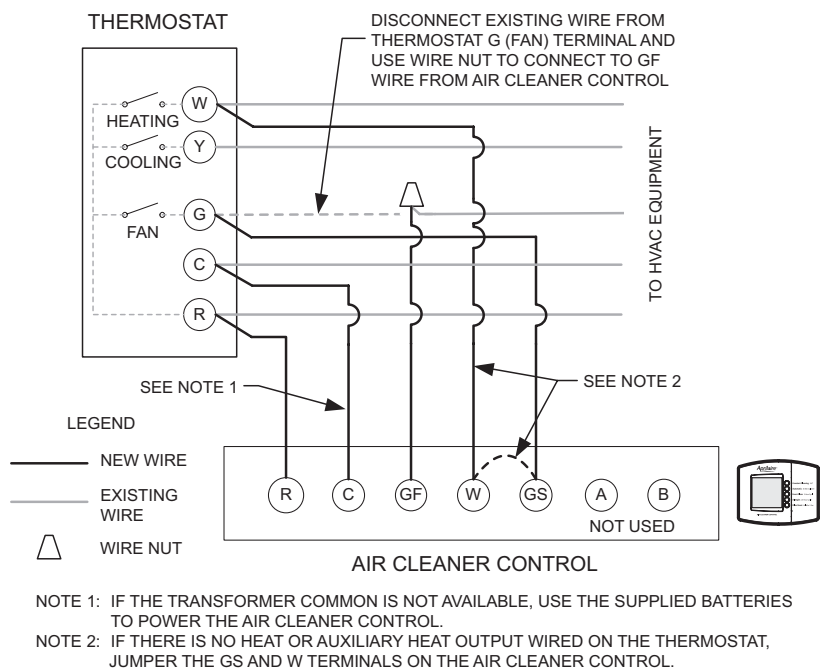 THERMOSTAT
DISCONNECT EXISTING WIRE FROM
THERMOSTAT G (FAN) TERMINAL AND
USE WIRE NUT TO CONNECT TO GF
WIRE FROM AIR CLEANER CONTROL
W
HEATING
Y
COOLING
G
FAN
C
R
TO HVAC EQUIPMENT
SEE NOTE 1
SEE NOTE 2
LEGEND
NEW WIRE
EXISTING
WIRE
WIRE NUT
R
C
GF
W
GS
A
B
NOT USED
AIR CLEANER CONTROL
Aprilaire
NOTE 1: IF THE TRANSFORMER COMMON IS NOT AVAILABLE, USE THE SUPPLIED BATTERIES
TO POWER THE AIR CLEANER CONTROL.
NOTE 2: IF THERE IS NO HEAT OR AUXILIARY HEAT OUTPUT WIRED ON THE THERMOSTAT,
JUMPER THE GS AND W TERMINALS ON THE AIR CLEANER CONTROL.